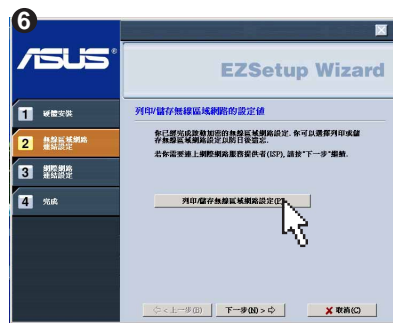 6
/ISUS®
EZSetup Wizard
1 硬體安裝
2 無線區域網路
連結設定
3 網際網路
連結設定
4 完成
列印/儲存無線區域網路的設定值
你已經完成啟動加密的無線區域網路設定. 你可以選擇列印或儲
存無線區域網路設定以防日後遺忘.
若你需要連上網際網路服務提供者(ISP), 請按"下一步"繼續.
列印/儲存無線區域網路設定(P)
< 上一步(B)
下一步(N) >
取消(C)